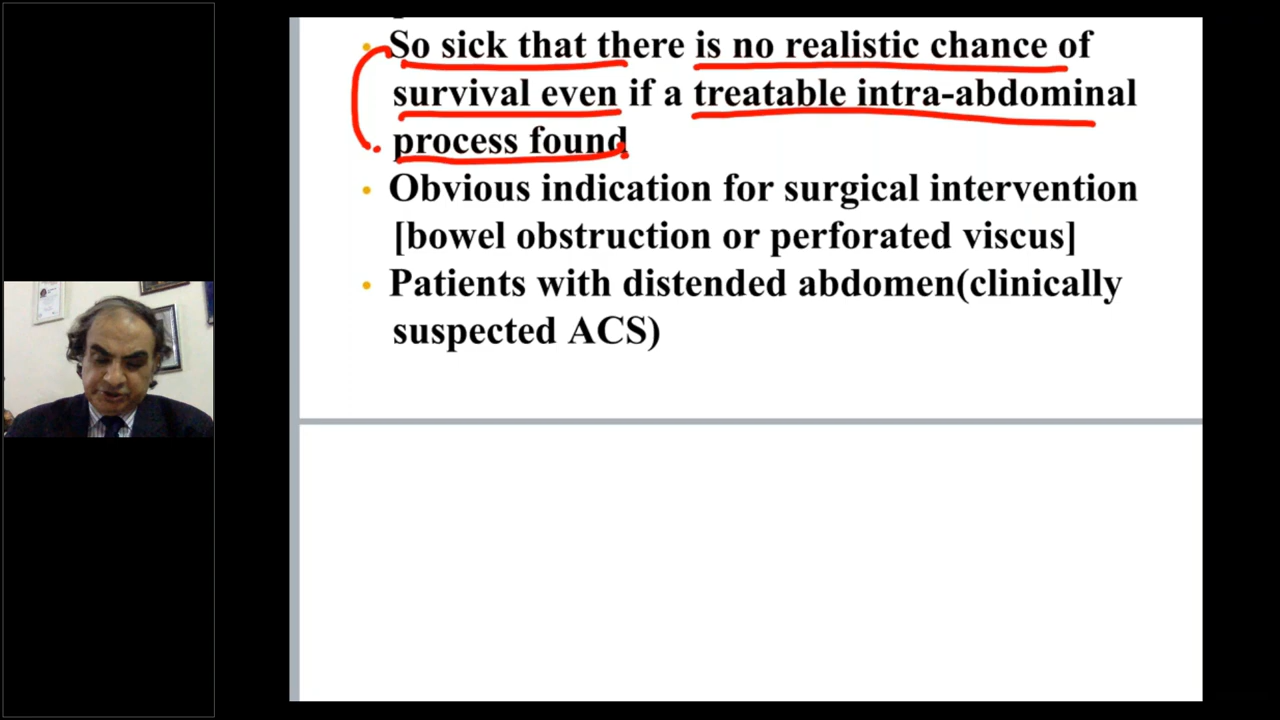 So sick that there is no realistic chance of
survival even if a treatable intra-abdominal
process found
Obvious indication for surgical intervention
[bowel obstruction or perforated viscus]
Patients with distended abdomen(clinically
suspected ACS)